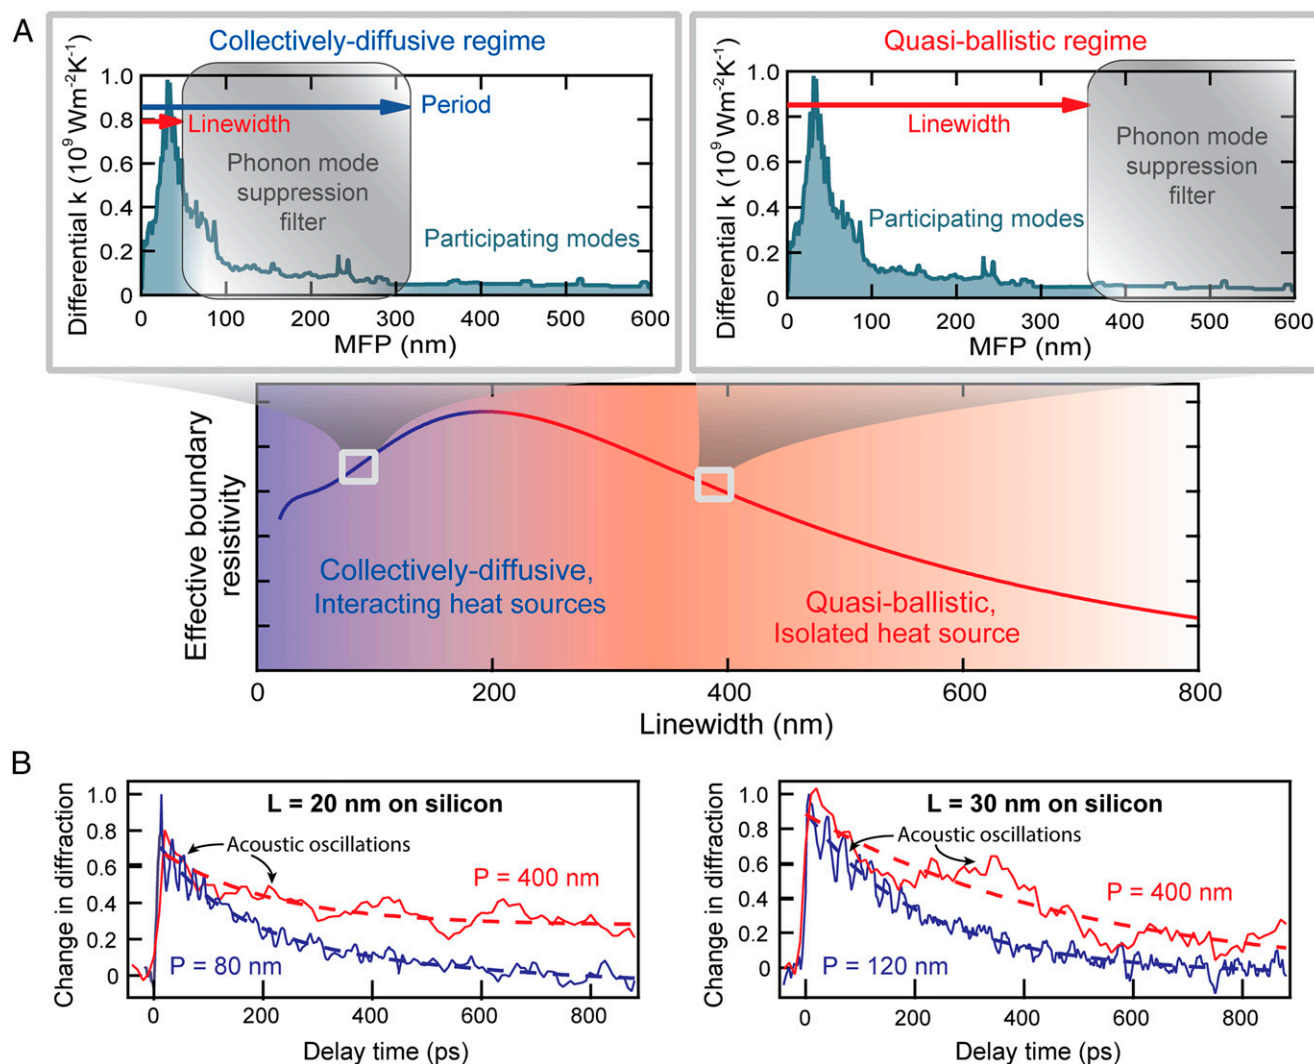 A
Collectively-diffusive regime
Differential k (10⁹ Wm⁻²K⁻¹)
1.0
0.8
0.6
0.4
0.2
0
Period
Linewidth
Phonon mode
suppression
filter
Participating modes
0 100 200 300 400 500 600
MFP (nm)
Quasi-ballistic regime
Differential k (10⁹ Wm⁻²K⁻¹)
1.0
0.8
0.6
0.4
0.2
0
Linewidth
Phonon mode
suppression
filter
Participating modes
0 100 200 300 400 500 600
MFP (nm)
Effective boundary
resistivity
Collectively-diffusive,
Interacting heat sources
Quasi-ballistic,
Isolated heat source
0 200 400 600 800
Linewidth (nm)
B
Change in diffraction
1.0
0.8
0.6
0.4
0.2
0
L = 20 nm on silicon
Acoustic oscillations
P = 400 nm
P = 80 nm
0 200 400 600 800
Delay time (ps)
Change in diffraction
1.0
0.8
0.6
0.4
0.2
0
L = 30 nm on silicon
Acoustic oscillations
P = 400 nm
P = 120 nm
0 200 400 600 800
Delay time (ps)